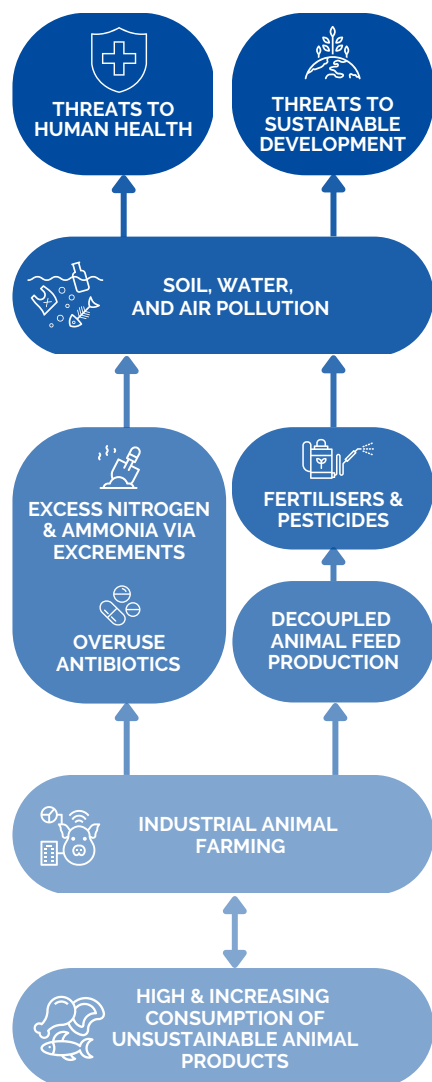 THREATS TO
HUMAN HEALTH
THREATS TO
SUSTAINABLE
DEVELOPMENT
SOIL, WATER,
AND AIR POLLUTION
EXCESS NITROGEN
& AMMONIA VIA
EXCREMENTS
OVERUSE
ANTIBIOTICS
FERTILISERS &
PESTICIDES
DECOUPLED
ANIMAL FEED
PRODUCTION
INDUSTRIAL ANIMAL
FARMING
HIGH & INCREASING
CONSUMPTION OF
UNSUSTAINABLE ANIMAL
PRODUCTS